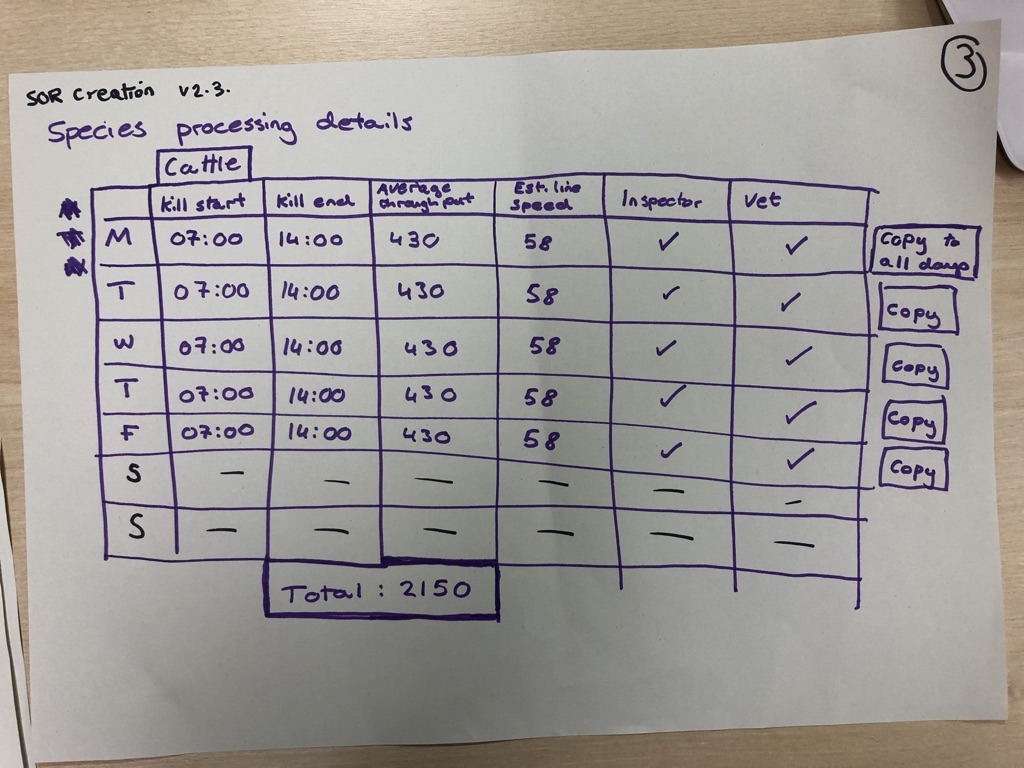 3
SOR Creation v2.3.
Species processing details
Cattle
Kill start Kill end Average throughput Est. line speed Inspector Vet
M 07:00 14:00 430 58 ✓ ✓ Copy to all days
T 07:00 14:00 430 58 ✓ ✓ Copy
W 07:00 14:00 430 58 ✓ ✓ Copy
T 07:00 14:00 430 58 ✓ ✓ Copy
F 07:00 14:00 430 58 ✓ ✓ Copy
S — — — — — —
S — — — — — —
Total : 2150